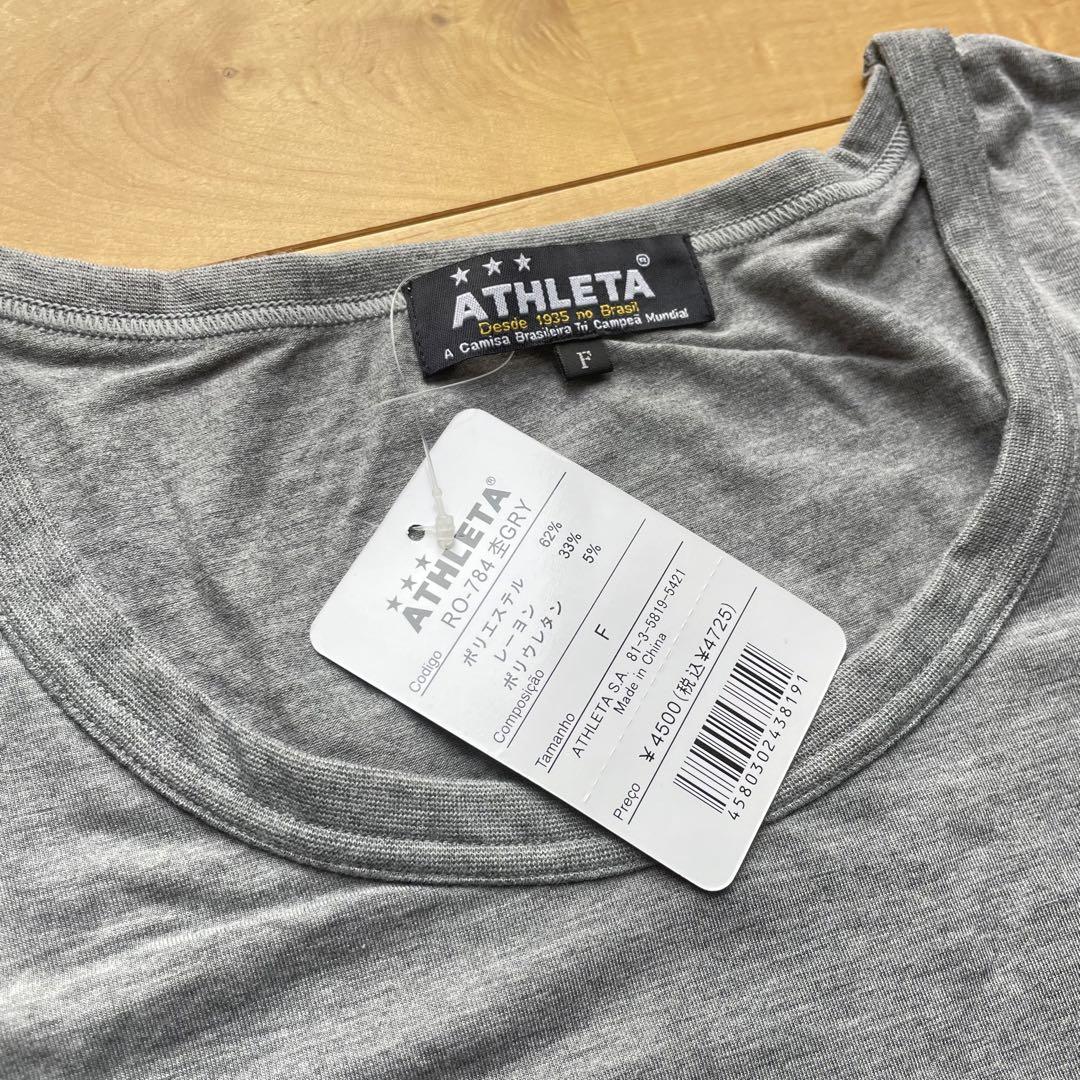 ★★★
ATHLETA®
Desde 1935 no Brasil
A Camisa Brasileira Tri Campeã Mundial
F
★★★
ATHLETA®
Codigo RO-784 杢GRY
ポリエステル 62%
レーヨン 33%
ポリウレタン 5%
Composição
Tamanho F
ATHLETA S.A. 81-3-5819-5421
Made in China
Preço ¥4500(税込¥4725)
4580302438191